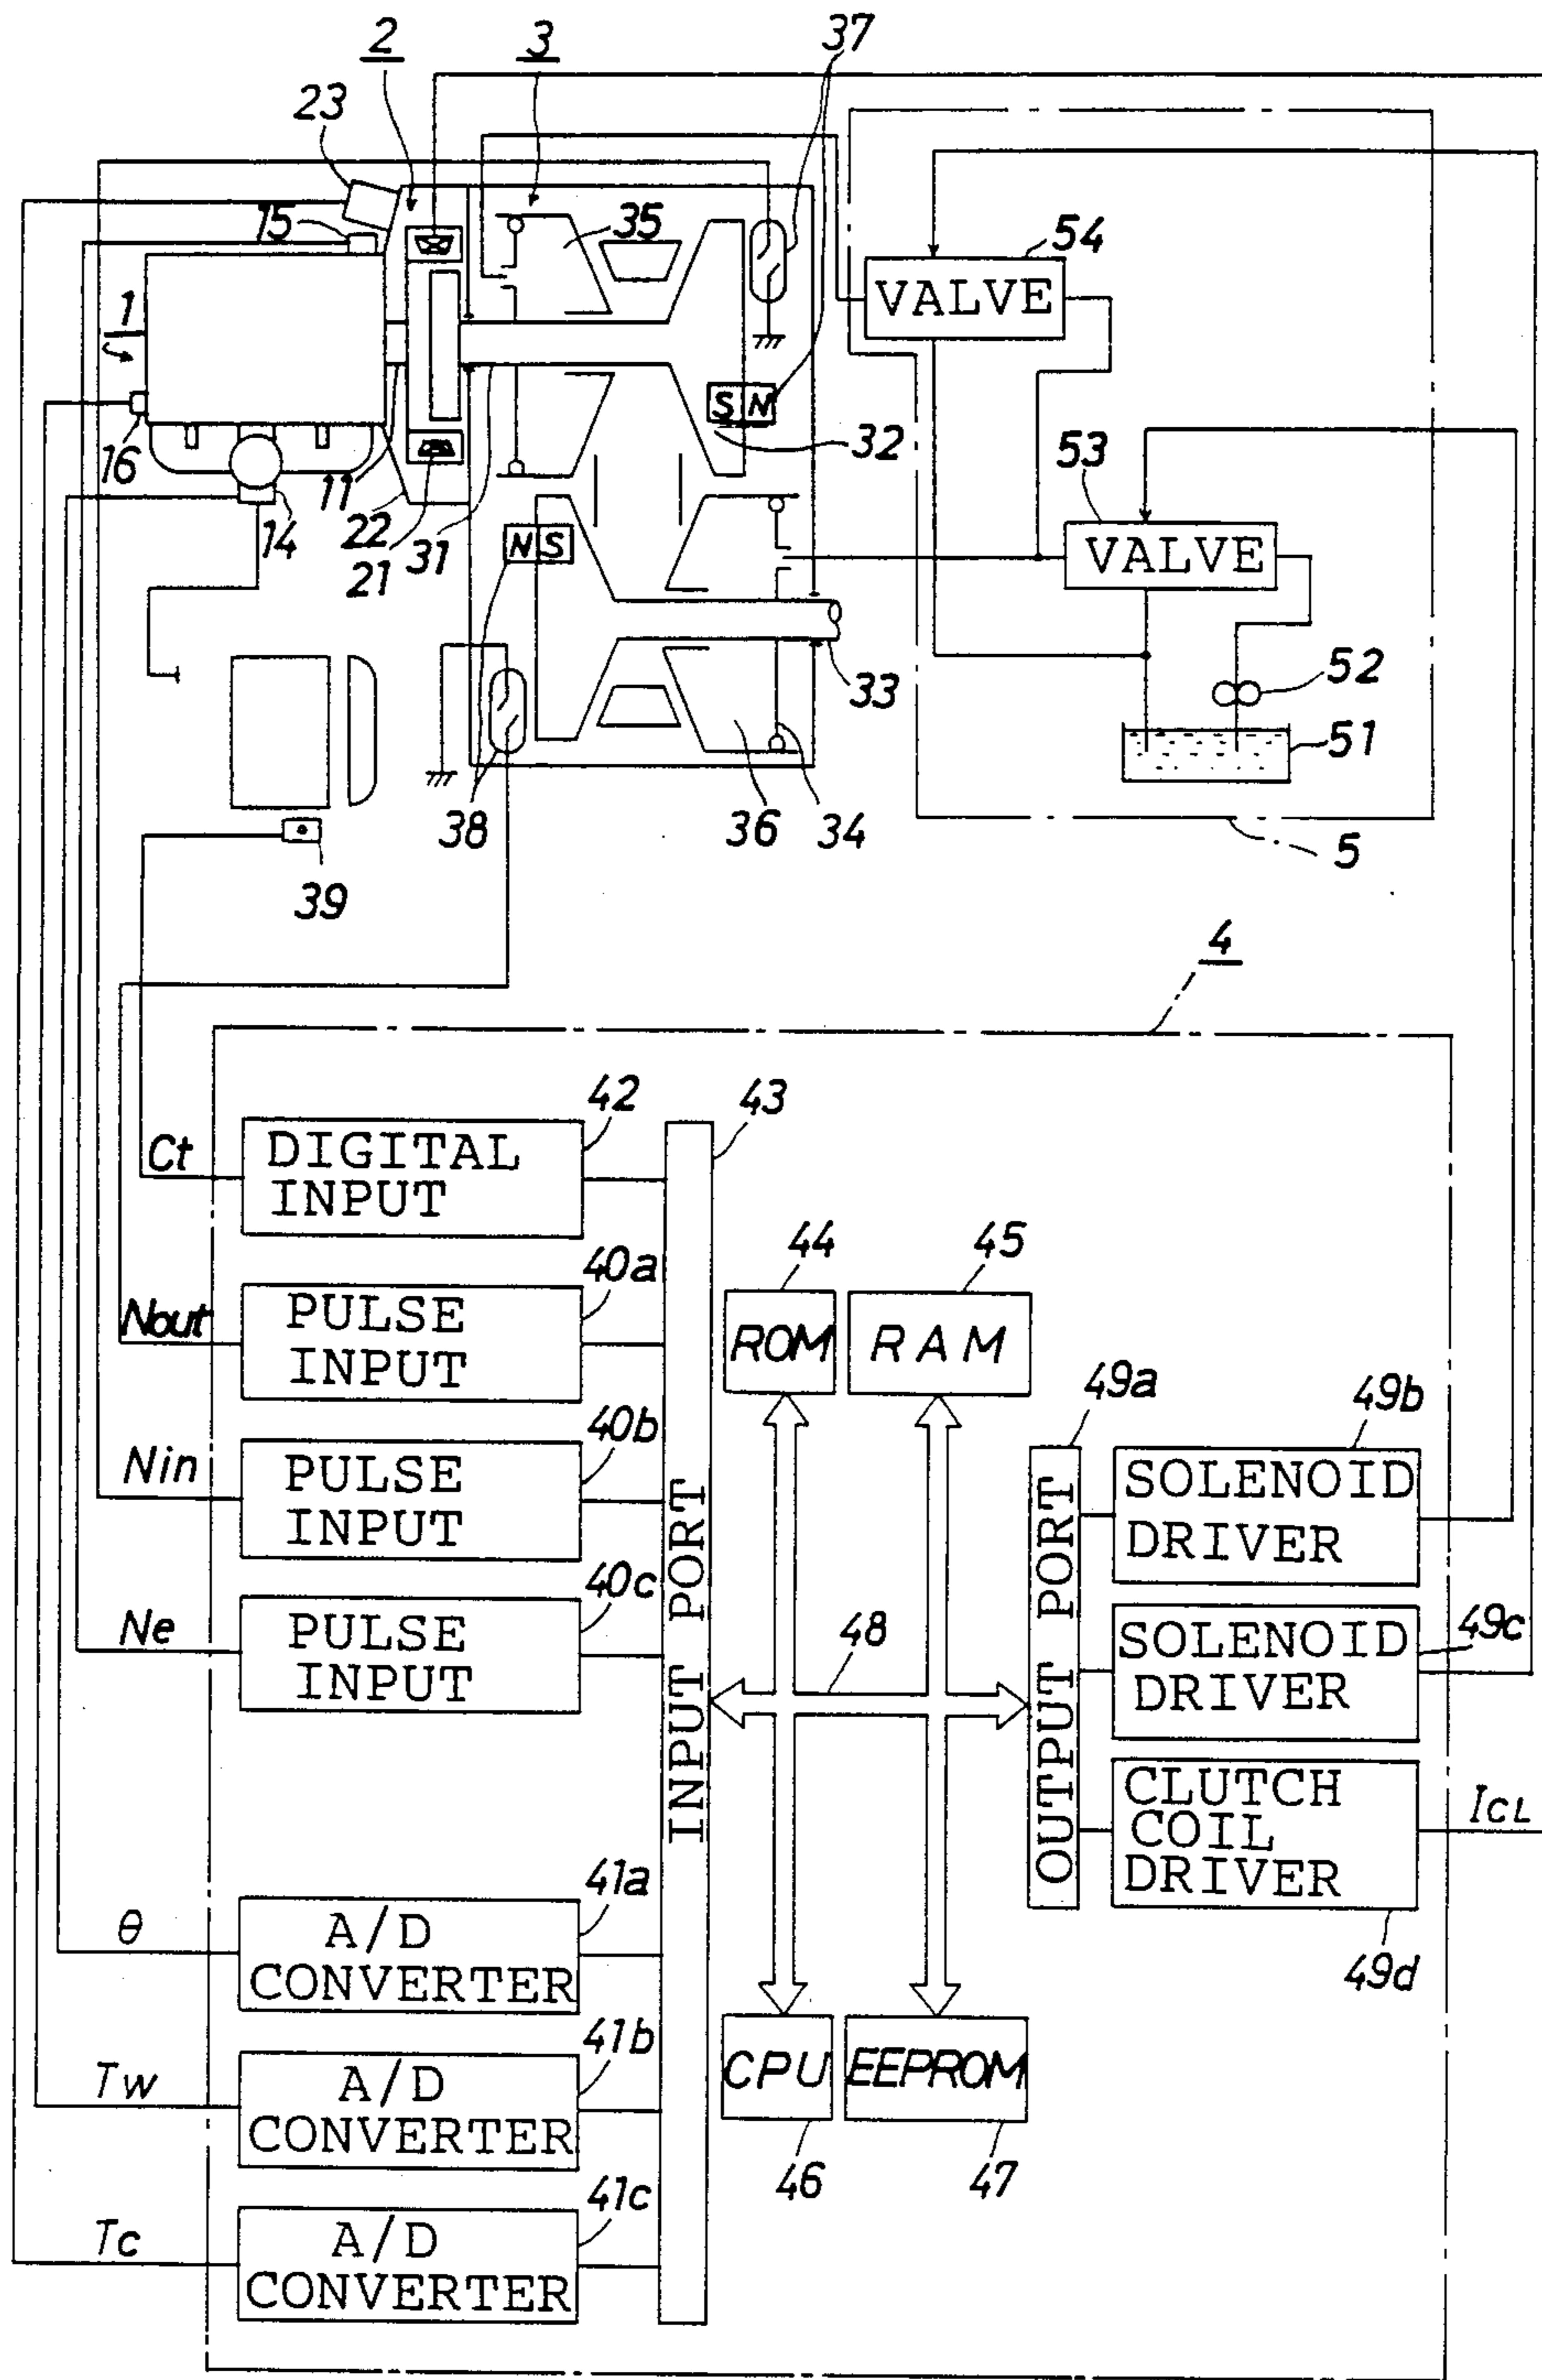 2
3
37
23
15
35
54
VALVE
1
S N
32
16
11
22
21
31
14
53
VALVE
N S
33
52
51
38
36
34
5
39
4
42
43
Ct
DIGITAL
INPUT
44
45
40a
Nout
PULSE
INPUT
ROM
RAM
49a
49b
40b
Nin
PULSE
INPUT
SOLENOID
DRIVER
40c
Ne
PULSE
INPUT
INPUT PORT
48
OUTPUT PORT
49c
SOLENOID
DRIVER
CLUTCH
COIL
DRIVER
ICL
49d
41a
θ
A/D
CONVERTER
41b
Tw
A/D
CONVERTER
CPU
EEPROM
46
47
41c
Tc
A/D
CONVERTER